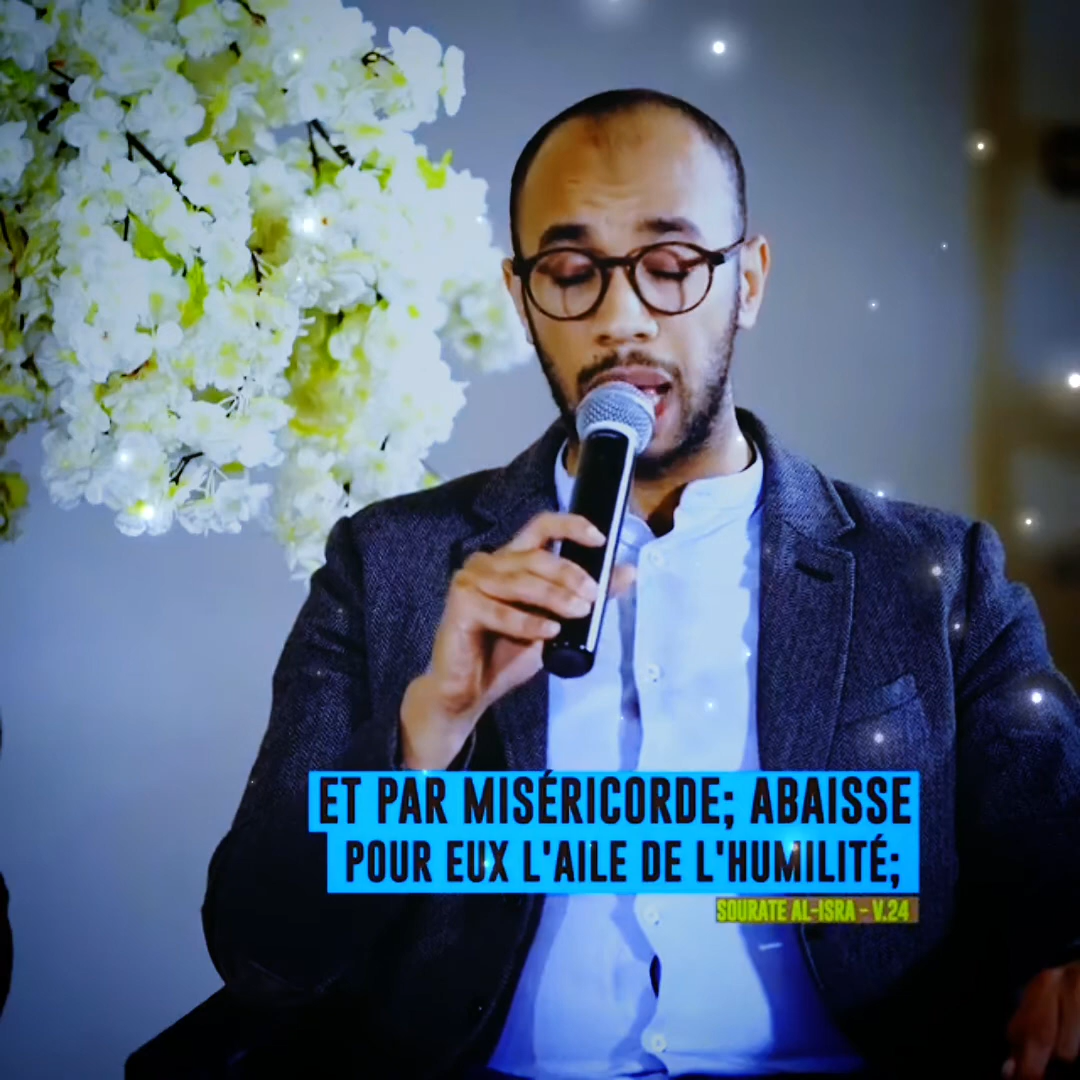 ET PAR MISÉRICORDE; ABAISSE
POUR EUX L'AILE DE L'HUMILITÉ;
SOURATE AL-ISRA - V.24